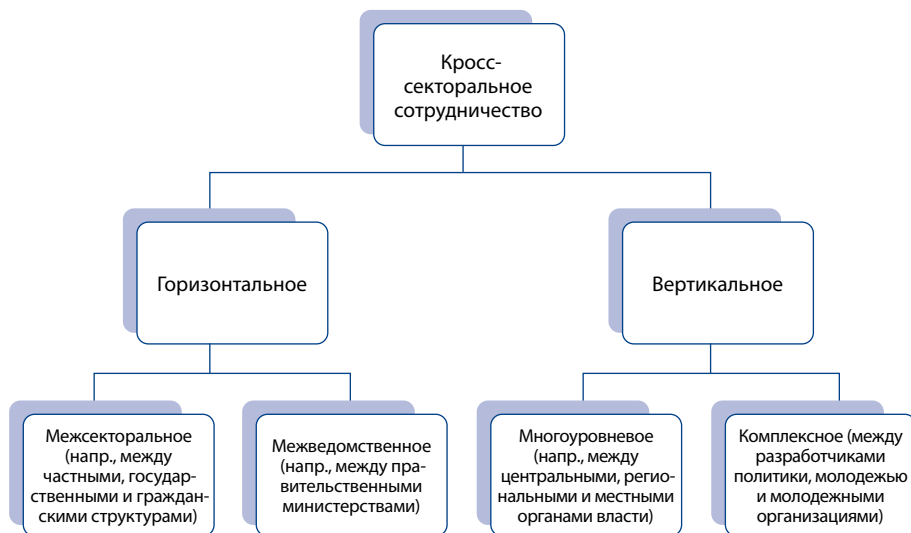 Кросс-
секторальное
сотрудничество
Горизонтальное
Вертикальное
Межсекторальное
(напр., между
частными, государ-
ственными и граждан-
скими структурами)
Межведомственное
(напр., между пра-
вительственными
министерствами)
Многоуровневое
(напр., между
центральными, регио-
нальными и местными
органами власти)
Комплексное (между
разработчиками
политики, молодежью
и молодежными
организациями)